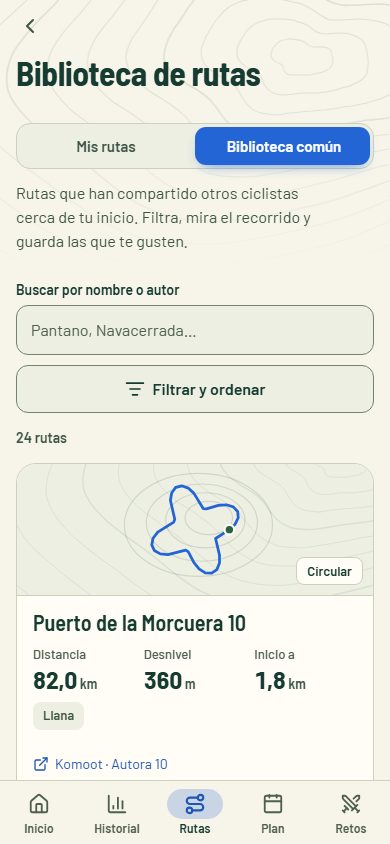 Biblioteca de rutas
Mis rutas
Biblioteca común
Rutas que han compartido otros ciclistas
cerca de tu inicio. Filtra, mira el recorrido y
guarda las que te gusten.
Buscar por nombre o autor
Pantano, Navacerrada...
Filtrar y ordenar
24 rutas
Circular
Puerto de la Morcuera 10
Distancia Desnivel Inicio a
82,0 km 360 m 1,8 km
Llana
Komoot · Autora 10
Inicio Historial Rutas Plan Retos